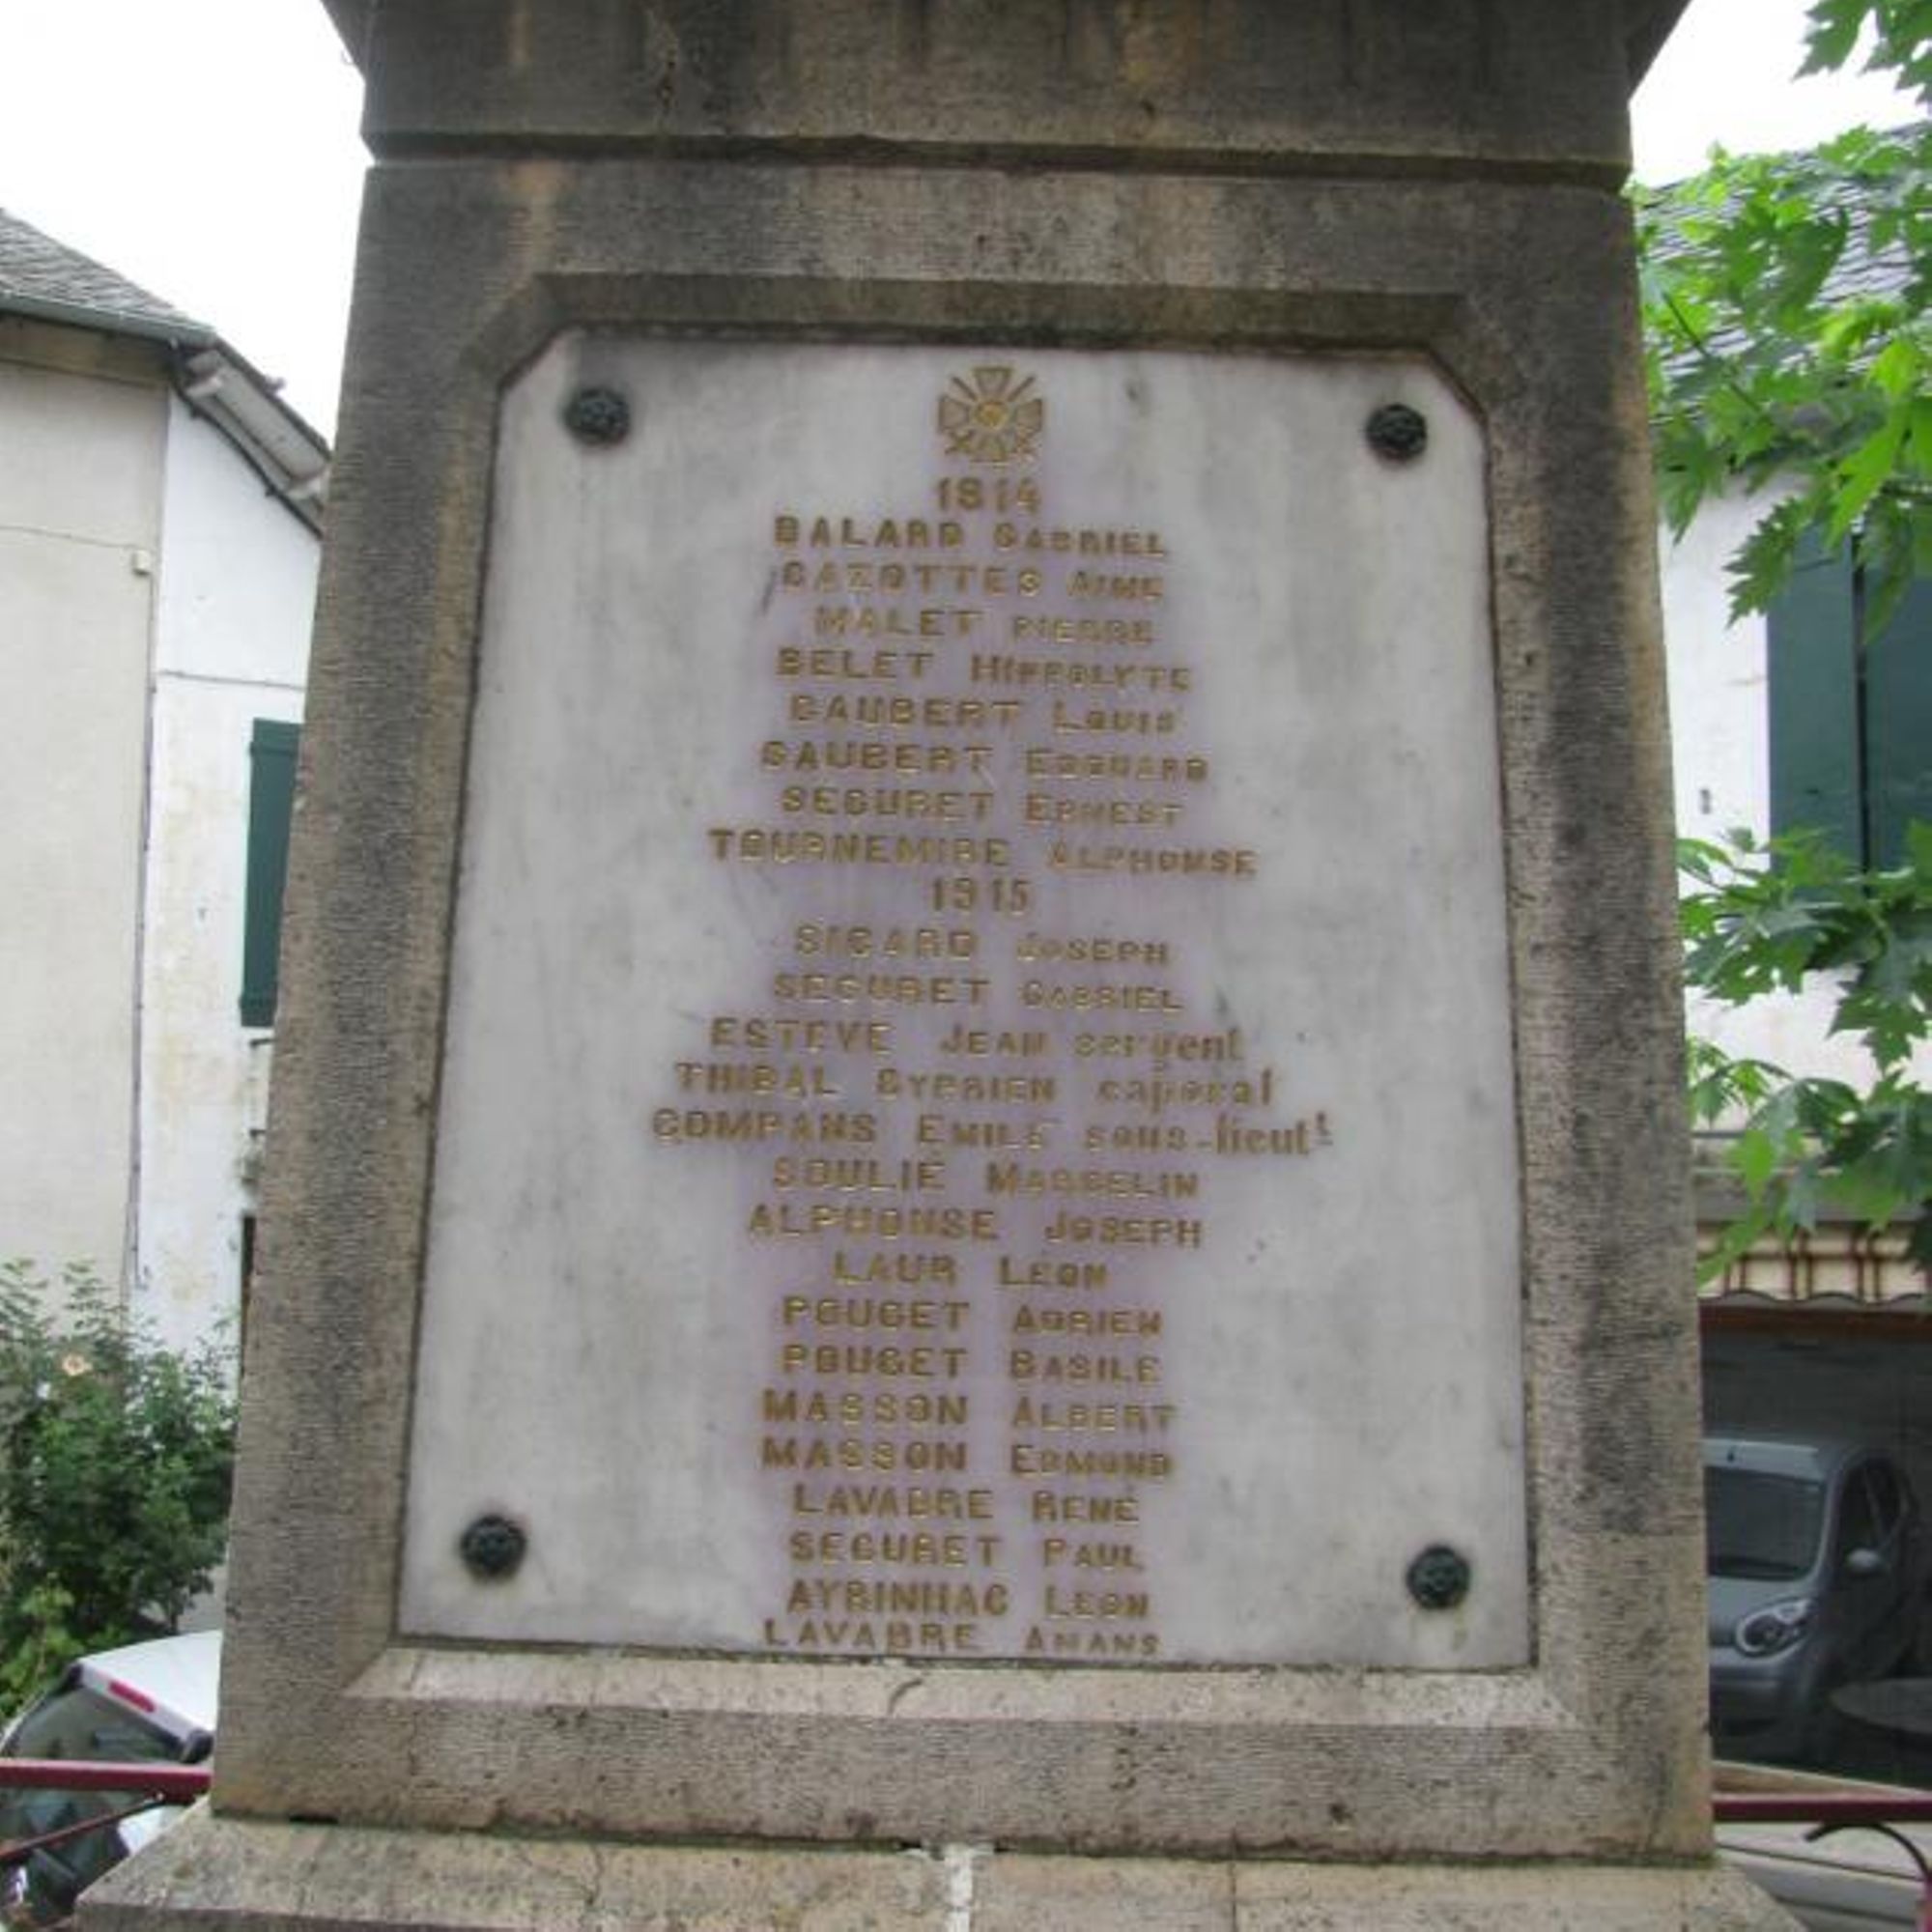 1914
BALARD GABRIEL
CAZOTTES AIME
MALET PIERRE
BELET HIPPOLYTE
GAUBERT LOUIS
GAUBERT EDOUARD
SEGURET ERNEST
TOURNEMIRE ALPHONSE
1915
SICARD JOSEPH
SEGURET GABRIEL
ESTEVE JEAN sergent
THIBAL CYPRIEN caporal
COMPANS EMILE sous-lieutt
SOULIÉ MARCELIN
ALPHONSE JOSEPH
LAUR LÉON
POUGET ADRIEN
POUGET BASILE
MASSON ALBERT
MASSON EDMOND
LAVABRE RENÉ
SEGURET PAUL
AYRINHAC LEON
LAVABRE AMANS